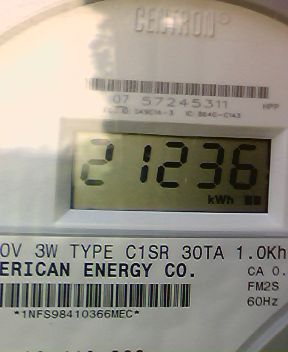 CENTRON®
07 57245311 HPP
21236
kWh
0V 3W TYPE C1SR 30TA 1.0Kh
ERICAN ENERGY CO. CA 0.
FM2S
*1NFS98410366MEC* 60Hz